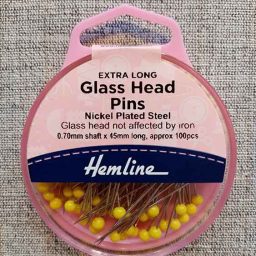 EXTRA LONG
Glass Head
Pins
Nickel Plated Steel
Glass head not affected by iron
0.70mm shaft x 45mm long, approx 100pcs
Hemline